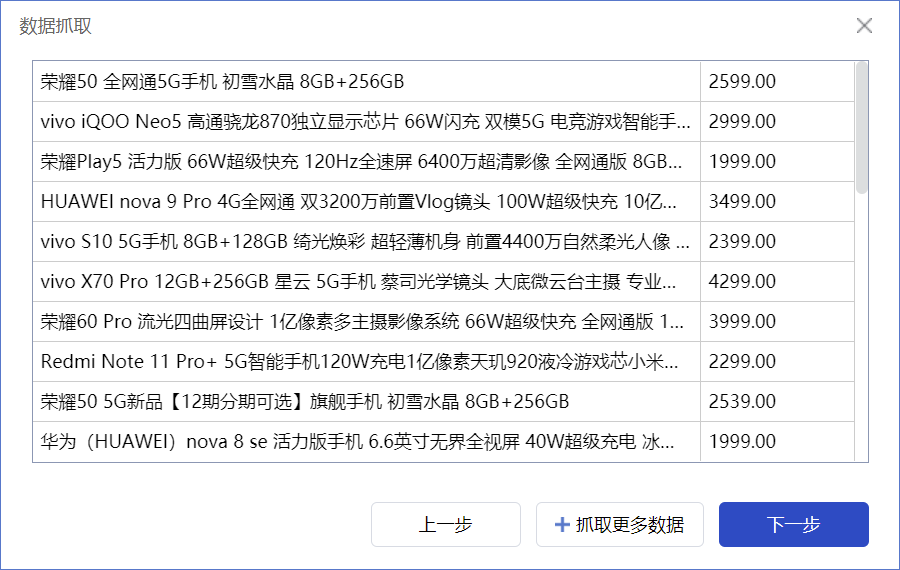 数据抓取
荣耀50 全网通5G手机 初雪水晶 8GB+256GB 2599.00
vivo iQOO Neo5 高通骁龙870独立显示芯片 66W闪充 双模5G 电竞游戏智能手... 2999.00
荣耀Play5 活力版 66W超级快充 120Hz全速屏 6400万超清影像 全网通版 8GB... 1999.00
HUAWEI nova 9 Pro 4G全网通 双3200万前置Vlog镜头 100W超级快充 10亿... 3499.00
vivo S10 5G手机 8GB+128GB 绮光焕彩 超轻薄机身 前置4400万自然柔光人像 ... 2399.00
vivo X70 Pro 12GB+256GB 星云 5G手机 蔡司光学镜头 大底微云台主摄 专业... 4299.00
荣耀60 Pro 流光四曲屏设计 1亿像素多主摄影像系统 66W超级快充 全网通版 1... 3999.00
Redmi Note 11 Pro+ 5G智能手机120W充电1亿像素天玑920液冷游戏芯小米... 2299.00
荣耀50 5G新品【12期分期可选】旗舰手机 初雪水晶 8GB+256GB 2539.00
华为（HUAWEI）nova 8 se 活力版手机 6.6英寸无界全视屏 40W超级充电 冰... 1999.00
上一步 + 抓取更多数据 下一步